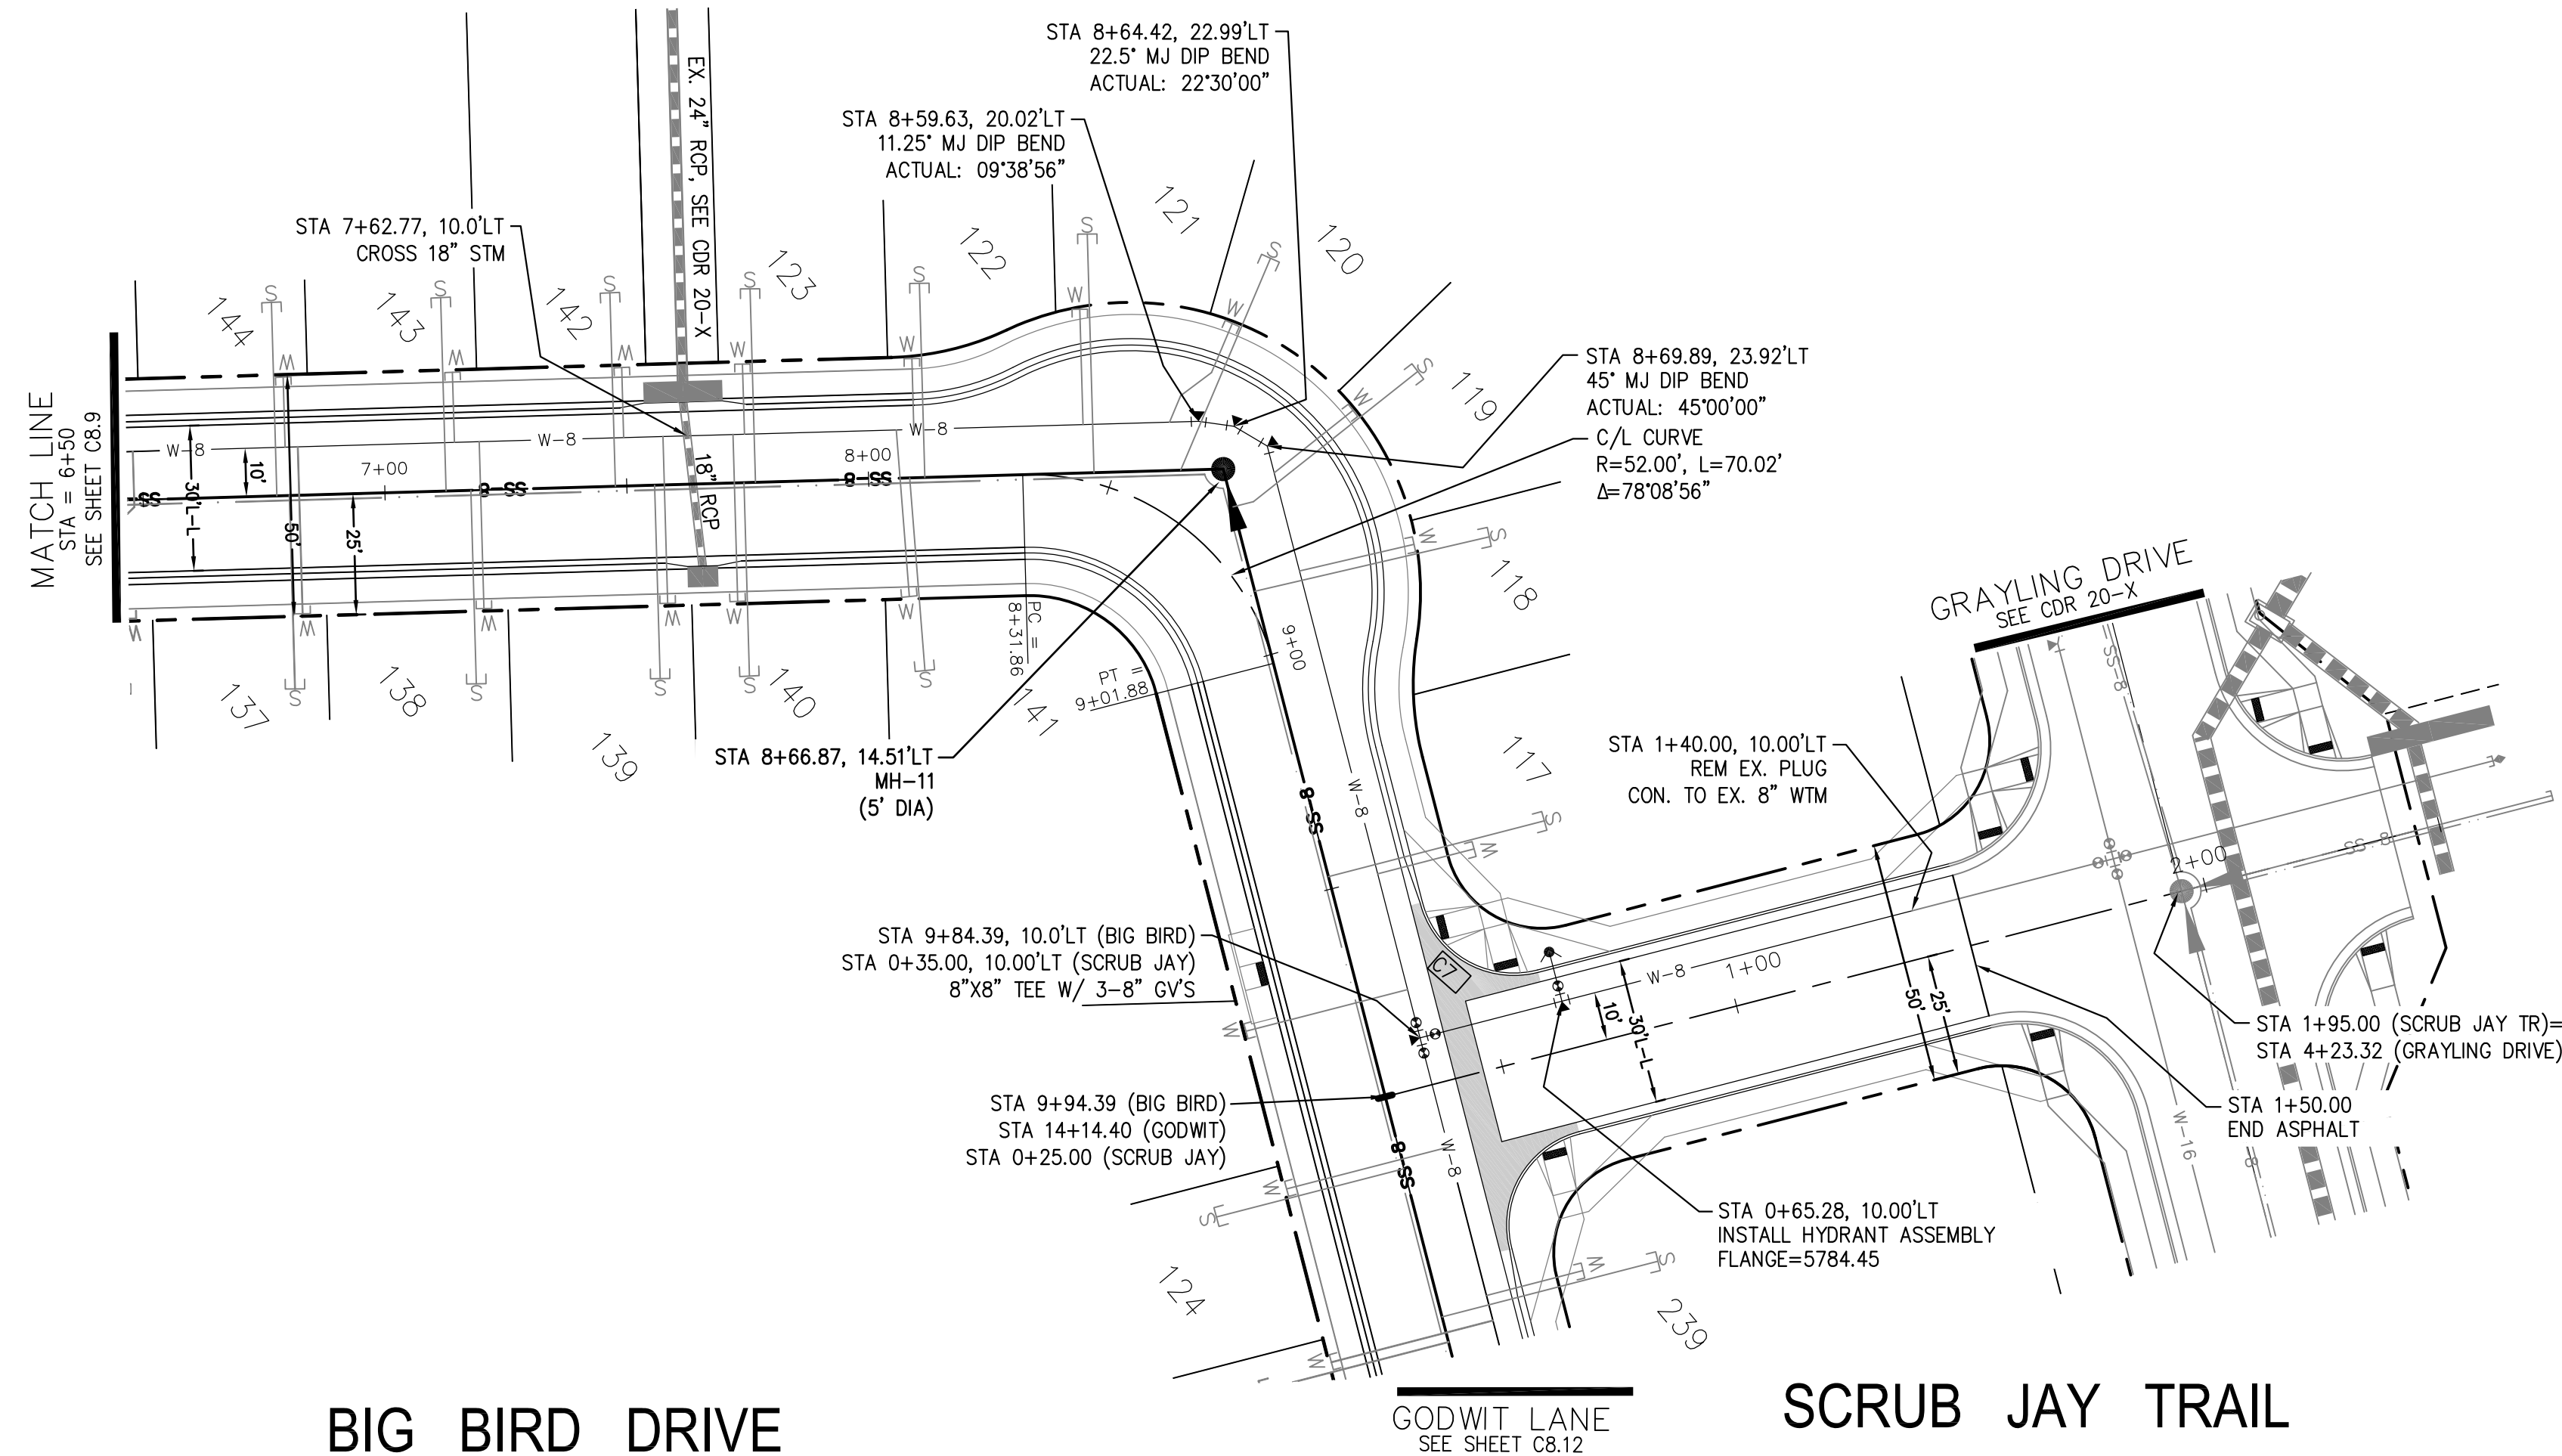 STA 8+64.42, 22.99'LT
22.5° MJ DIP BEND
ACTUAL: 22°30'00"
STA 8+59.63, 20.02'LT
11.25° MJ DIP BEND
ACTUAL: 09°38'56"
EX. 24" RCP, SEE CDR 20-X
STA 7+62.77, 10.0'LT
CROSS 18" STM
144
143
142
123
122
121
120
119
118
117
S
S
S
S
S
S
S
S
S
S
W
W
W
W
W
W
W
W
W
W
STA 8+69.89, 23.92'LT
45° MJ DIP BEND
ACTUAL: 45°00'00"
C/L CURVE
R=52.00', L=70.02'
Δ=78°08'56"
MATCH LINE
STA = 6+50
SEE SHEET C8.9
W-8
W-8
W-8
7+00
8+00
10'
30'L-L
50'
25'
SS
8-SS
8-SS
18" RCP
PC =
8+31.86
PT =
9+01.88
9+00
W
W
W
W
W
W
S
S
S
S
S
137
138
139
140
141
STA 8+66.87, 14.51'LT
MH-11
(5' DIA)
8-SS
W-8
GRAYLING DRIVE
SEE CDR 20-X
SS-8
STA 1+40.00, 10.00'LT
REM EX. PLUG
CON. TO EX. 8" WTM
2+00
SS-8
STA 9+84.39, 10.0'LT (BIG BIRD)
STA 0+35.00, 10.00'LT (SCRUB JAY)
8"X8" TEE W/ 3-8" GV'S
C7
W-8
1+00
10'
30'L-L
50'
25'
W
STA 1+95.00 (SCRUB JAY TR)=
STA 4+23.32 (GRAYLING DRIVE)
STA 9+94.39 (BIG BIRD)
STA 14+14.40 (GODWIT)
STA 0+25.00 (SCRUB JAY)
STA 1+50.00
END ASPHALT
W-16
8
8-SS
W-8
W
S
STA 0+65.28, 10.00'LT
INSTALL HYDRANT ASSEMBLY
FLANGE=5784.45
W
S
124
239
W
BIG BIRD DRIVE
GODWIT LANE
SEE SHEET C8.12
SCRUB JAY TRAIL